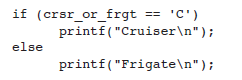 if (crsr_or_frgt == 'C')
printf("Cruiser\n");
else
printf("Frigate\n");